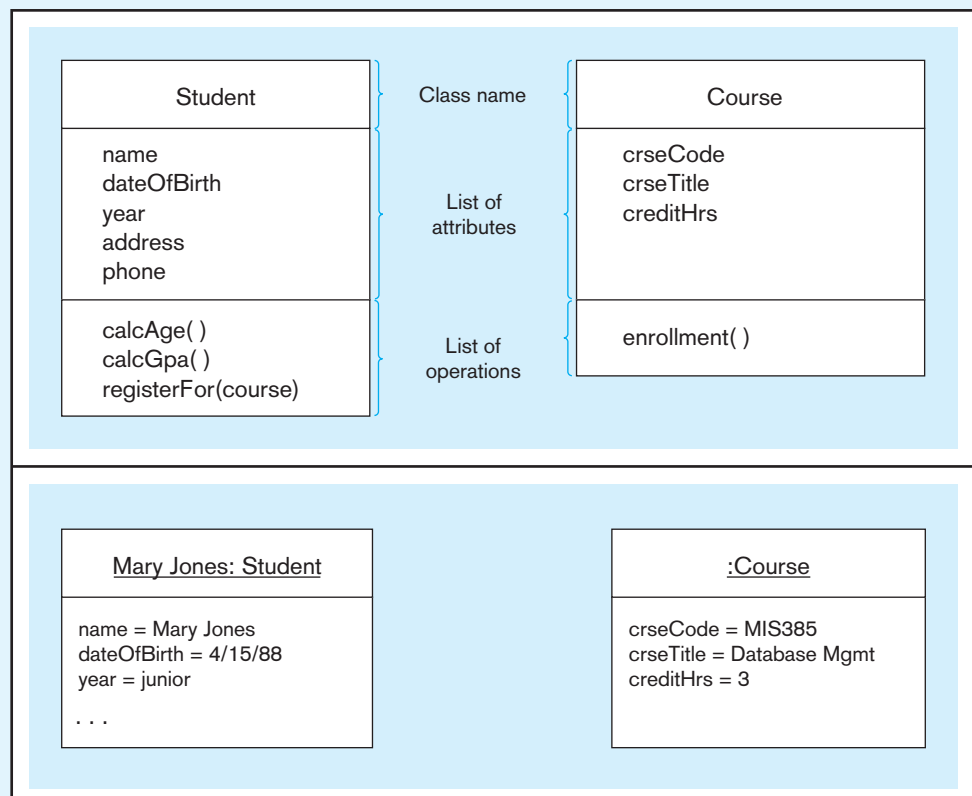 Student
name
dateOfBirth
year
address
phone
calcAge( )
calcGpa( )
registerFor(course)
Class name
List of
attributes
List of
operations
Course
crseCode
crseTitle
creditHrs
enrollment( )
Mary Jones: Student
name = Mary Jones
dateOfBirth = 4/15/88
year = junior
. . .
:Course
crseCode = MIS385
crseTitle = Database Mgmt
creditHrs = 3